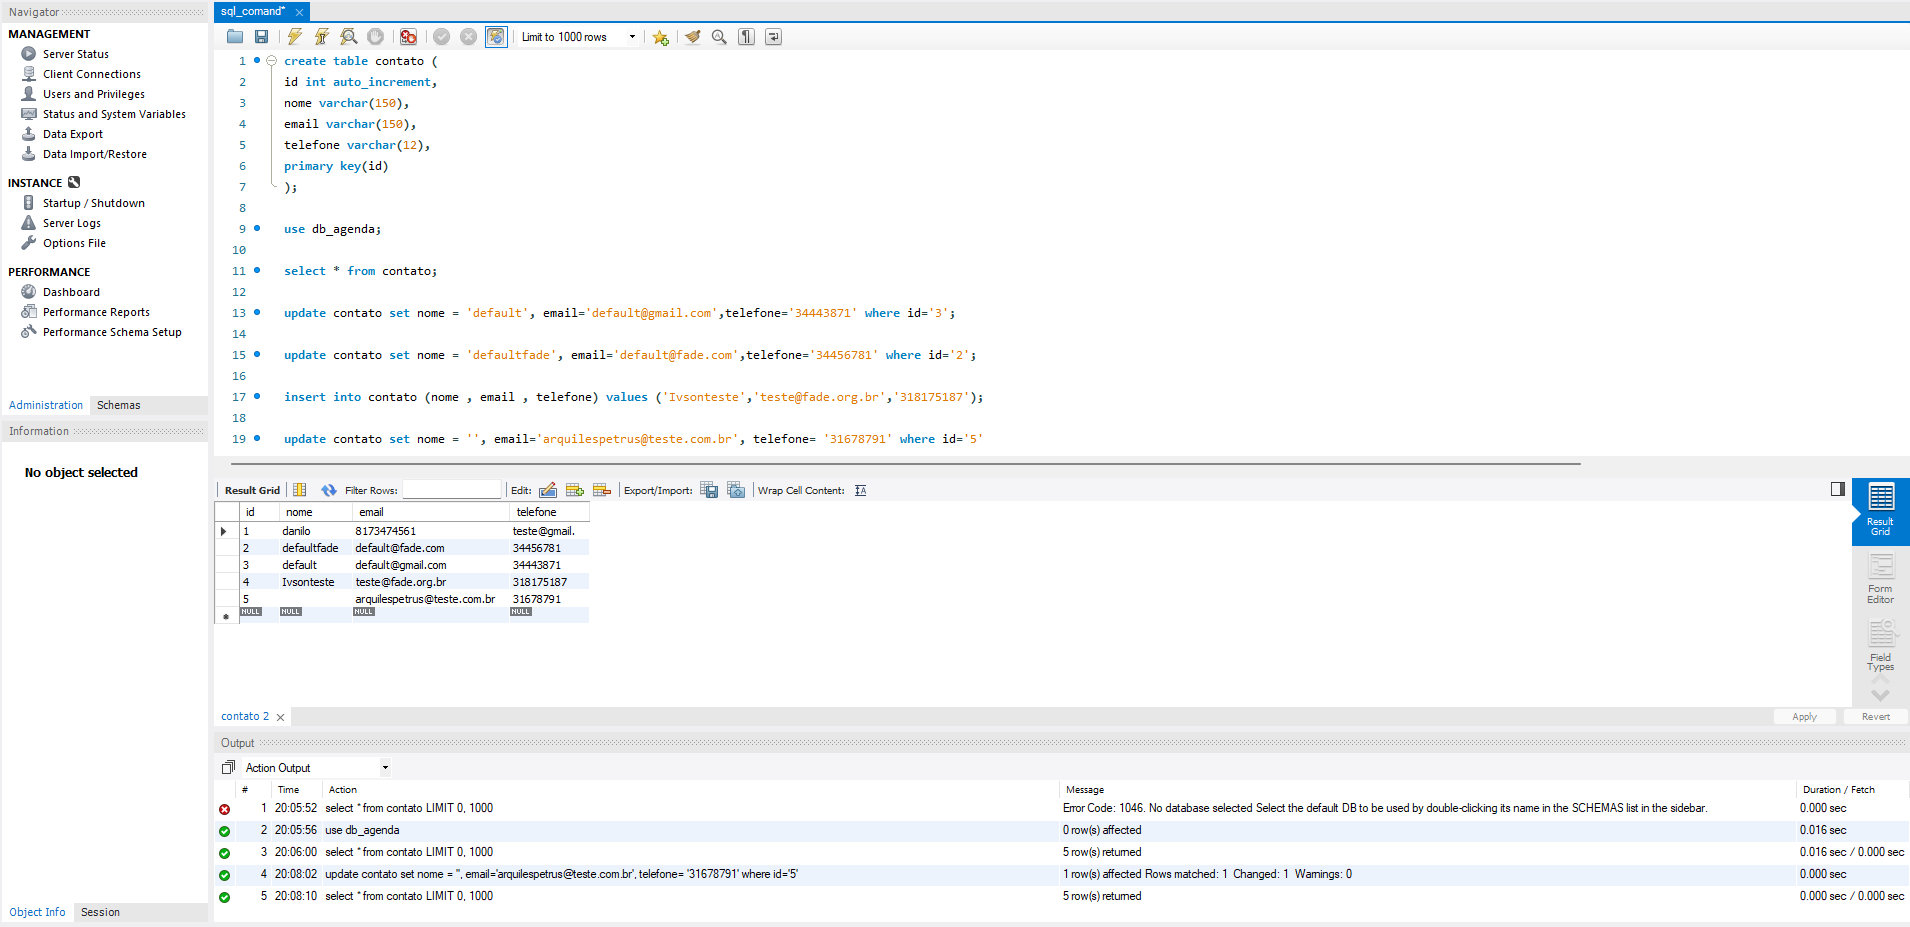 Navigator
MANAGEMENT
Server Status
Client Connections
Users and Privileges
Status and System Variables
Data Export
Data Import/Restore
INSTANCE
Startup / Shutdown
Server Logs
Options File
PERFORMANCE
Dashboard
Performance Reports
Performance Schema Setup
Administration Schemas
Information
No object selected
Object Info Session
sql_comand*
Limit to 1000 rows
1 create table contato (
2 id int auto_increment,
3 nome varchar(150),
4 email varchar(150),
5 telefone varchar(12),
6 primary key(id)
7 );
8
9 use db_agenda;
10
11 select * from contato;
12
13 update contato set nome = 'default', email='default@gmail.com',telefone='34443871' where id='3';
14
15 update contato set nome = 'defaultfade', email='default@fade.com',telefone='34456781' where id='2';
16
17 insert into contato (nome , email , telefone) values ('Ivsonteste','teste@fade.org.br','318175187');
18
19 update contato set nome = '', email='arquilespetrus@teste.com.br', telefone= '31678791' where id='5'
Result Grid Filter Rows: Edit: Export/Import: Wrap Cell Content:
id nome email telefone
1 danilo 8173474561 teste@gmail.
2 defaultfade default@fade.com 34456781
3 default default@gmail.com 34443871
4 Ivsonteste teste@fade.org.br 318175187
5 arquilespetrus@teste.com.br 31678791
NULL NULL NULL NULL
Result
Grid
Form
Editor
Field
Types
contato 2
Apply Revert
Output
Action Output
# Time Action Message Duration / Fetch
1 20:05:52 select * from contato LIMIT 0, 1000 Error Code: 1046. No database selected Select the default DB to be used by double-clicking its name in the SCHEMAS list in the sidebar. 0.000 sec
2 20:05:56 use db_agenda 0 row(s) affected 0.016 sec
3 20:06:00 select * from contato LIMIT 0, 1000 5 row(s) returned 0.016 sec / 0.000 sec
4 20:08:02 update contato set nome = '', email='arquilespetrus@teste.com.br', telefone= '31678791' where id='5' 1 row(s) affected Rows matched: 1 Changed: 1 Warnings: 0 0.000 sec
5 20:08:10 select * from contato LIMIT 0, 1000 5 row(s) returned 0.000 sec / 0.000 sec